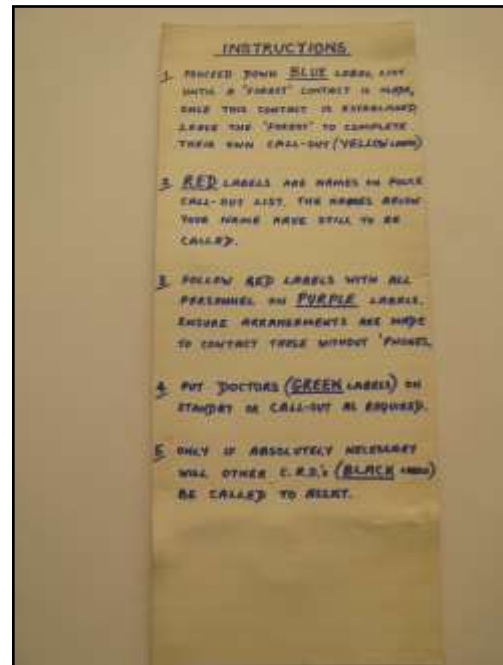 INSTRUCTIONS
1 PROCEED DOWN BLUE LABEL LIST
UNTIL A 'FOREST' CONTACT IS MADE,
ONCE THIS CONTACT IS ESTABLISHED
LEAVE THE 'FOREST' TO COMPLETE
THEIR OWN CALL-OUT (YELLOW LABELS)
2 RED LABELS ARE NAMES ON POLICE
CALL-OUT LIST. THE NAMES BELOW
YOUR NAME HAVE STILL TO BE
CALLED.
3 FOLLOW RED LABELS WITH ALL
PERSONNEL ON PURPLE LABELS.
ENSURE ARRANGEMENTS ARE MADE
TO CONTACT THOSE WITHOUT 'PHONES.
4 PUT DOCTORS (GREEN LABELS) ON
STANDBY OR CALL-OUT AS REQUIRED.
5 ONLY IF ABSOLUTELY NECESSARY
WILL OTHER C.R.O.'s (BLACK LABELS)
BE CALLED TO ASSIST.